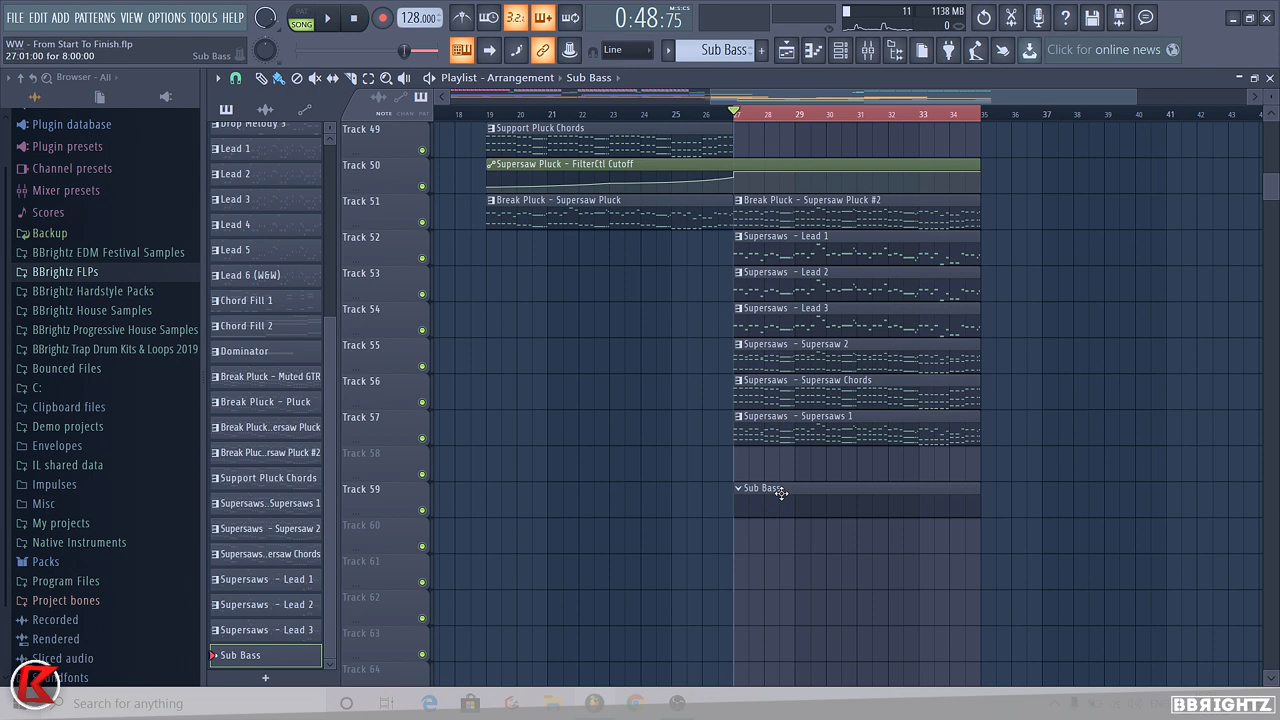 FILE EDIT ADD PATTERNS VIEW OPTIONS TOOLS HELP
PAT
SONG
128.000
3.2
0:48:75
M:S:CS
11
1138 MB
0
WW - From Start To Finish.flp
27:01:00 for 8:00:00
Sub Bass
Line
Sub Bass
Click for online news
Browser - All
Playlist - Arrangement
Sub Bass
NOTE
CHAN
PAT
18 19 20 21 22 23 24 25 26 27 28 29 30 31 32 33 34 35 36 37 38 39 40 41 42
Plugin database
Plugin presets
Channel presets
Mixer presets
Scores
Backup
BBrightz EDM Festival Samples
BBrightz FLPs
BBrightz Hardstyle Packs
BBrightz House Samples
BBrightz Progressive House Samples
BBrightz Trap Drum Kits & Loops 2019
Bounced Files
C:
Clipboard files
Demo projects
Envelopes
IL shared data
Impulses
Misc
My projects
Native Instruments
Packs
Program Files
Project bones
Recorded
Rendered
Sliced audio
Soundfonts
Drop Melody 3
Lead 1
Lead 2
Lead 3
Lead 4
Lead 5
Lead 6 (W&W)
Chord Fill 1
Chord Fill 2
Dominator
Break Pluck - Muted GTR
Break Pluck - Pluck
Break Pluck..ersaw Pluck
Break Pluc..rsaw Pluck #2
Support Pluck Chords
Supersaws..Supersaws 1
Supersaws - Supersaw 2
Supersaws..ersaw Chords
Supersaws - Lead 1
Supersaws - Lead 2
Supersaws - Lead 3
Sub Bass
Track 49
Support Pluck Chords
Track 50
Supersaw Pluck - FilterCtl Cutoff
Track 51
Break Pluck - Supersaw Pluck
Break Pluck - Supersaw Pluck #2
Track 52
Supersaws - Lead 1
Track 53
Supersaws - Lead 2
Track 54
Supersaws - Lead 3
Track 55
Supersaws - Supersaw 2
Track 56
Supersaws - Supersaw Chords
Track 57
Supersaws - Supersaws 1
Track 58
Track 59
Sub Bass
Track 60
Track 61
Track 62
Track 63
Track 64
Type here to search for anything
BBRIGHTZ